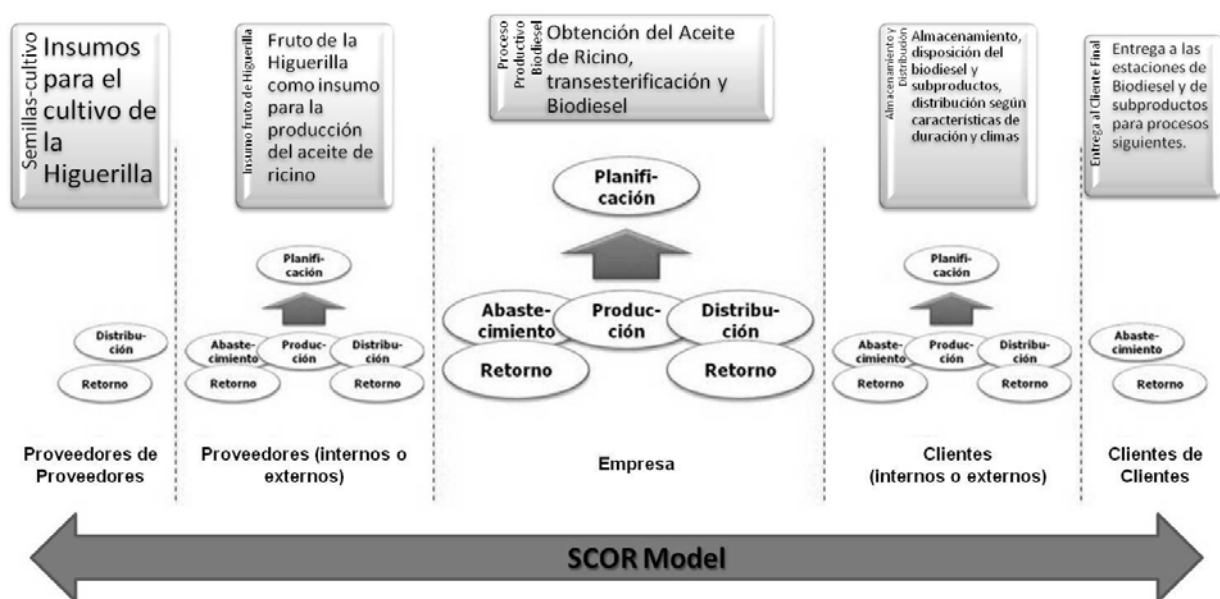 Semillas-cultivo
Insumos
para el
cultivo de
la
Higuerilla
Insumo fruto de Higuerilla
Fruto de la
Higuerilla
como insumo
para la
producción
del aceite de
ricino
Proceso
Productivo
Biodiesel
Obtención del Aceite
de Ricino,
transesterificación y
Biodiesel
Almacenamiento y
Distribución
Almacenamiento,
disposición del
biodiesel y
subproductos,
distribución según
características de
duración y climas
Entrega al Cliente Final
Entrega a las
estaciones de
Biodiesel y de
subproductos
para procesos
siguientes.
Distribu-
ción
Retorno
Planifi-
cación
Abaste-
cimiento
Produc-
ción
Distribu-
ción
Retorno
Retorno
Planifi-
cación
Abaste-
cimiento
Produc-
ción
Distribu-
ción
Retorno
Retorno
Planifi-
cación
Abaste-
cimiento
Produc-
ción
Distribu-
ción
Retorno
Retorno
Abaste-
cimiento
Retorno
Proveedores de
Proveedores
Proveedores (internos o
externos)
Empresa
Clientes
(internos o externos)
Clientes de
Clientes
SCOR Model